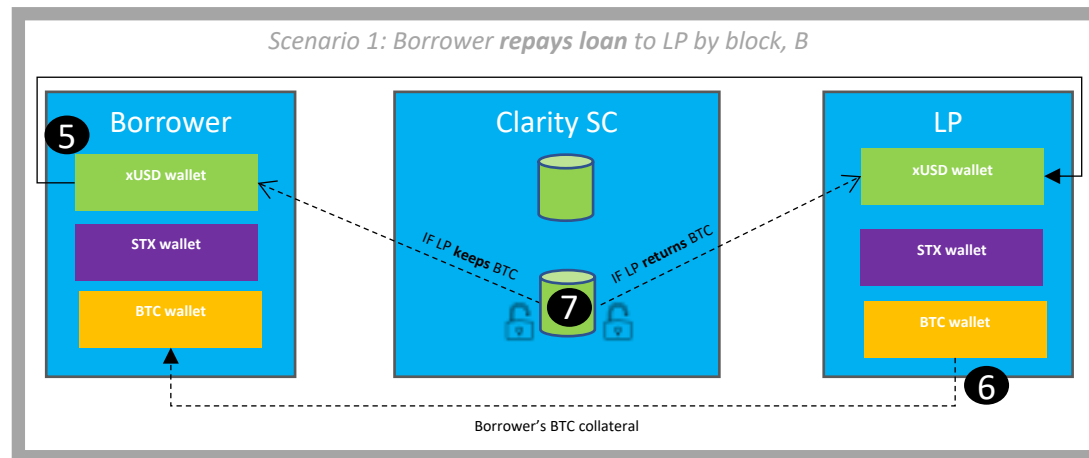 Scenario 1: Borrower repays loan to LP by block, B
Borrower
Clarity SC
LP
5
xUSD wallet
xUSD wallet
STX wallet
STX wallet
IF LP keeps BTC
IF LP returns BTC
BTC wallet
7
BTC wallet
6
Borrower's BTC collateral